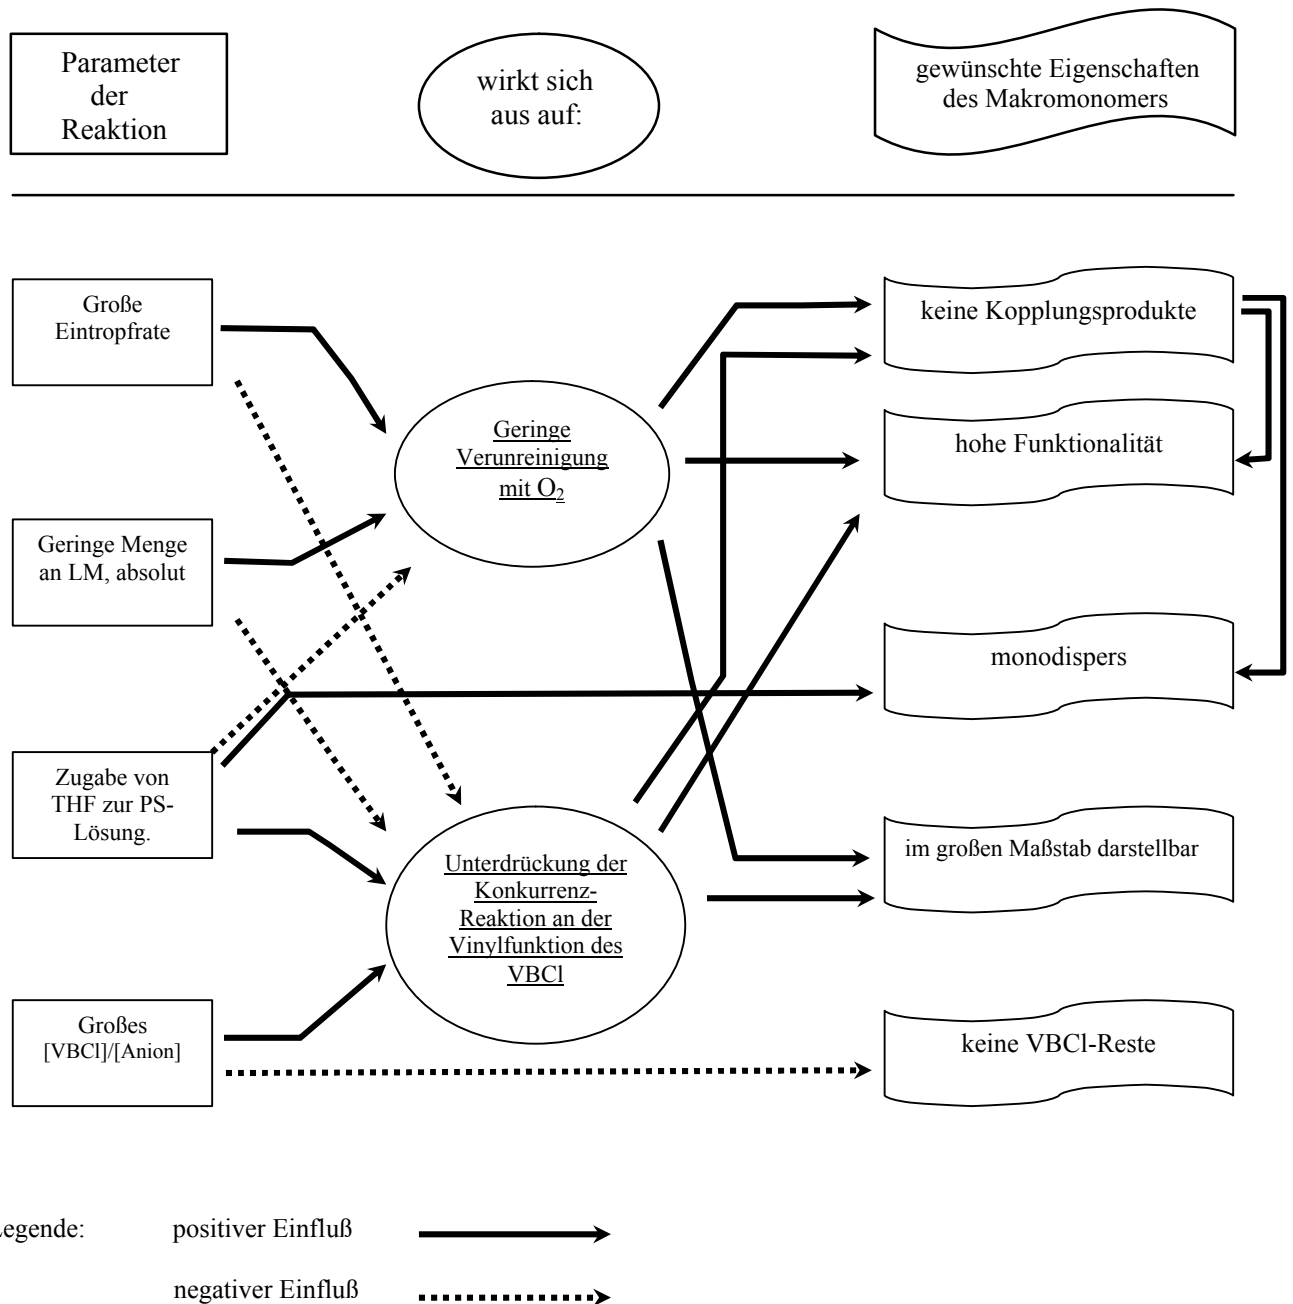 Parameter
der
Reaktion
wirkt sich
aus auf:
gewünschte Eigenschaften
des Makromonomers
Große
Eintropfrate
Geringe Menge
an LM, absolut
Zugabe von
THF zur PS-
Lösung.
Großes
[VBCl]/[Anion]
Geringe
Verunreinigung
mit O₂
Unterdrückung der
Konkurrenz-
Reaktion an der
Vinylfunktion des
VBCl
keine Kopplungsprodukte
hohe Funktionalität
monodispers
im großen Maßstab darstellbar
keine VBCl-Reste
egende:
positiver Einfluß
negativer Einfluß